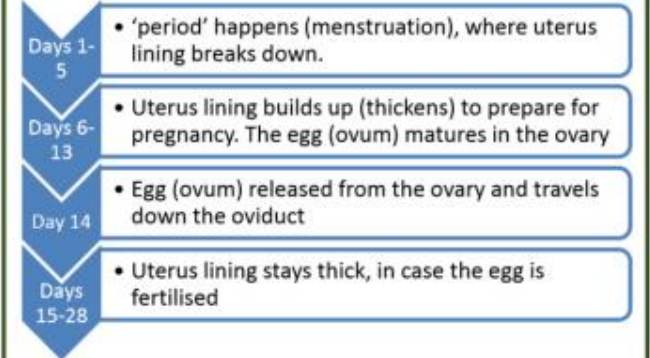 Days 1-
5
• ‘period’ happens (menstruation), where uterus
lining breaks down.
Days 6-
13
• Uterus lining builds up (thickens) to prepare for
pregnancy. The egg (ovum) matures in the ovary
Day 14
• Egg (ovum) released from the ovary and travels
down the oviduct
Days
15-28
• Uterus lining stays thick, in case the egg is
fertilised